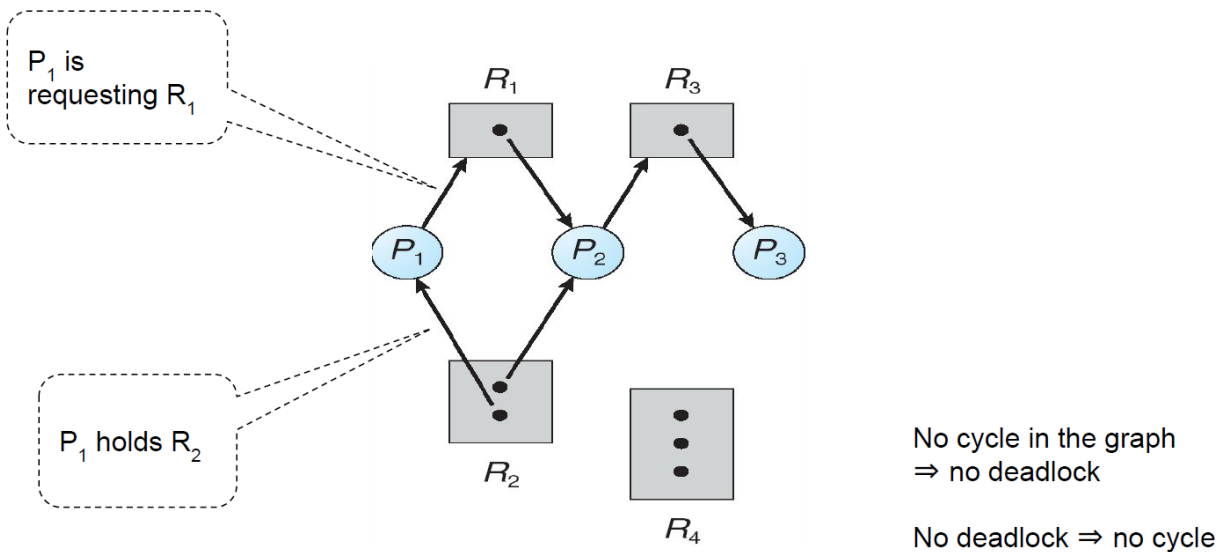 P₁ is
requesting R₁
R₁
R₃
P₁
P₂
P₃
P₁ holds R₂
R₂
R₄
No cycle in the graph
⇒ no deadlock
No deadlock ⇒ no cycle